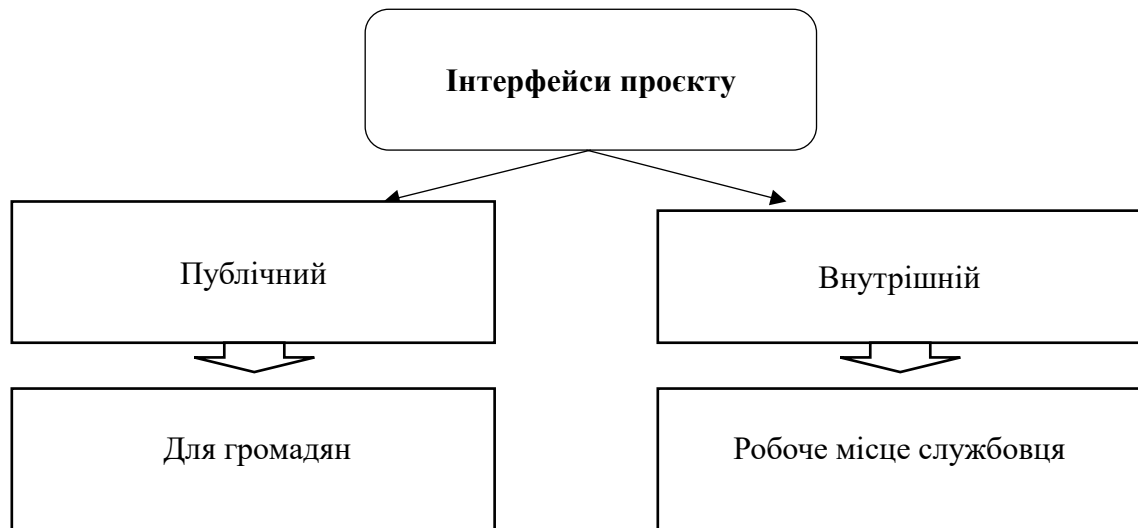 Інтерфейси проєкту
Публічний
Внутрішній
Для громадян
Робоче місце службовця